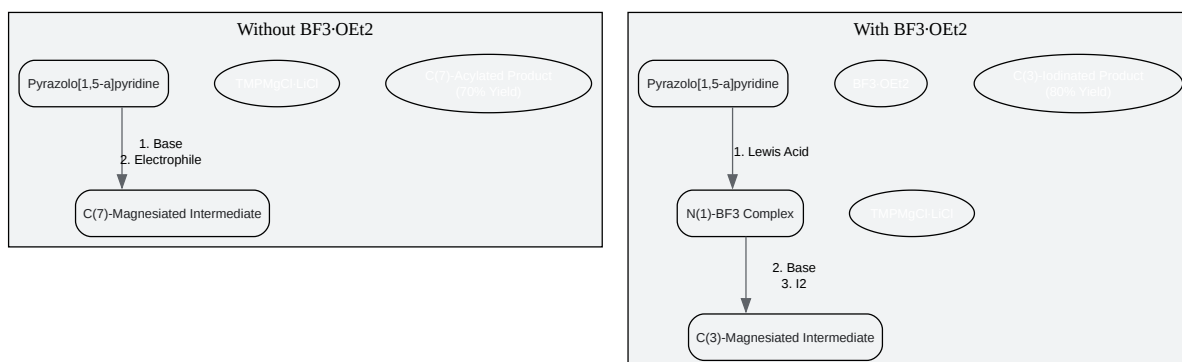 Without BF3·OEt2
Pyrazolo[1,5-a]pyridine
TMPMgCl·LiCl
C(7)-Acylated Product
(70% Yield)
1. Base
2. Electrophile
C(7)-Magnesiated Intermediate
With BF3·OEt2
Pyrazolo[1,5-a]pyridine
BF3·OEt2
C(3)-Iodinated Product
(80% Yield)
1. Lewis Acid
N(1)-BF3 Complex
TMPMgCl·LiCl
2. Base
3. I2
C(3)-Magnesiated Intermediate